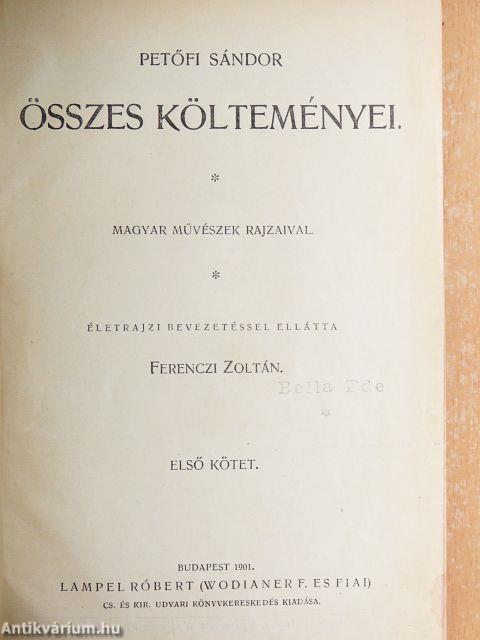 PETŐFI SÁNDOR
ÖSSZES KÖLTEMÉNYEI.
*
MAGYAR MŰVÉSZEK RAJZAIVAL.
*
ÉLETRAJZI BEVEZETÉSSEL ELLÁTTA
FERENCZI ZOLTÁN.
Bella Ede
*
ELSŐ KÖTET.
BUDAPEST 1901.
LAMPEL RÓBERT (WODIANER F. ES FIAI)
CS. ÉS KIR. UDVARI KÖNYVKERESKEDÉS KIADÁSA.
Antikvárium.hu